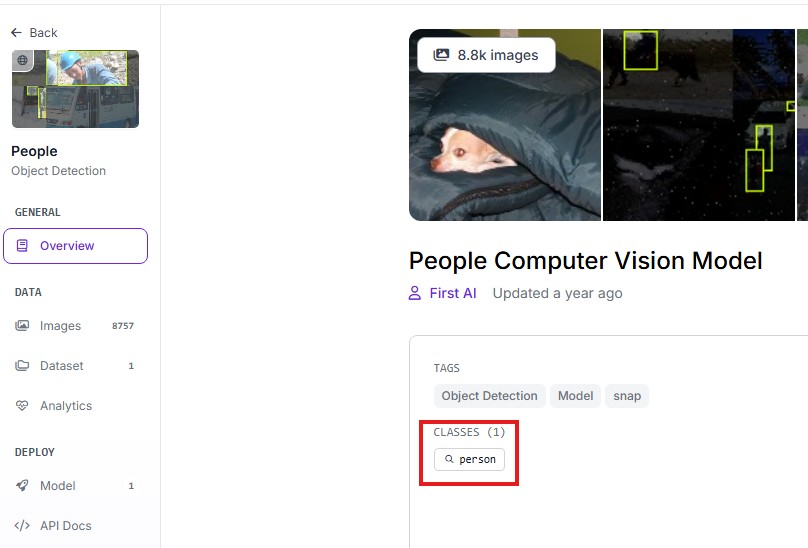 Back
People
Object Detection
GENERAL
Overview
DATA
Images 8757
Dataset 1
Analytics
DEPLOY
Model 1
API Docs
8.8k images
People Computer Vision Model
First AI Updated a year ago
TAGS
Object Detection Model snap
CLASSES (1)
person